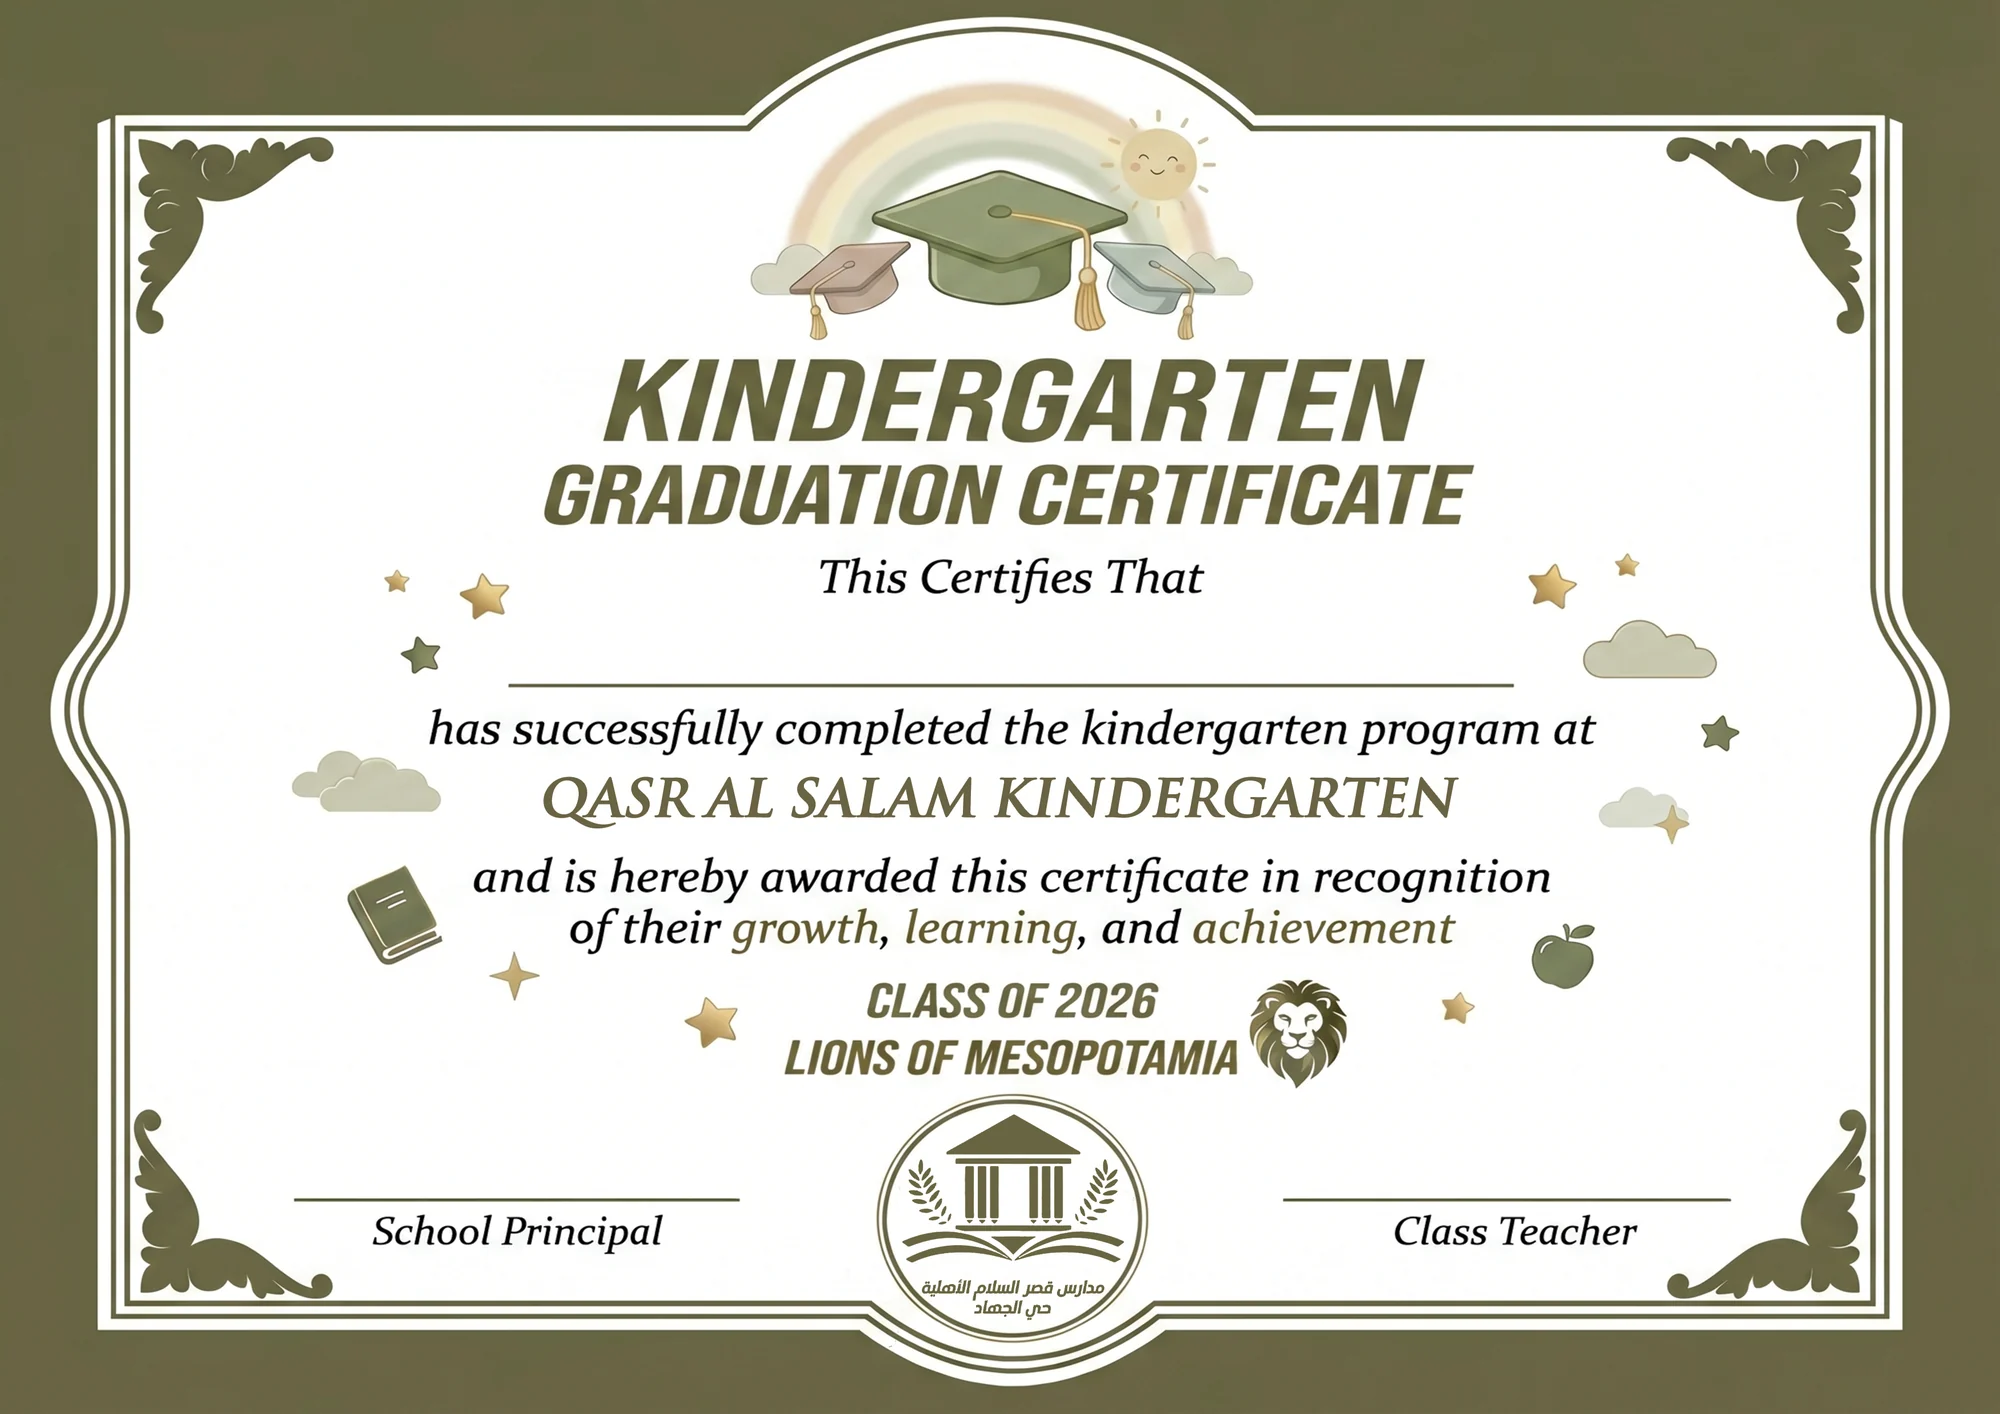 KINDERGARTEN
GRADUATION CERTIFICATE
This Certifies That
has successfully completed the kindergarten program at
QASR AL SALAM KINDERGARTEN
and is hereby awarded this certificate in recognition
of their growth, learning, and achievement
CLASS OF 2026
LIONS OF MESOPOTAMIA
School Principal
مدارس قصر السلام الأهلية
حي الجهاد
Class Teacher